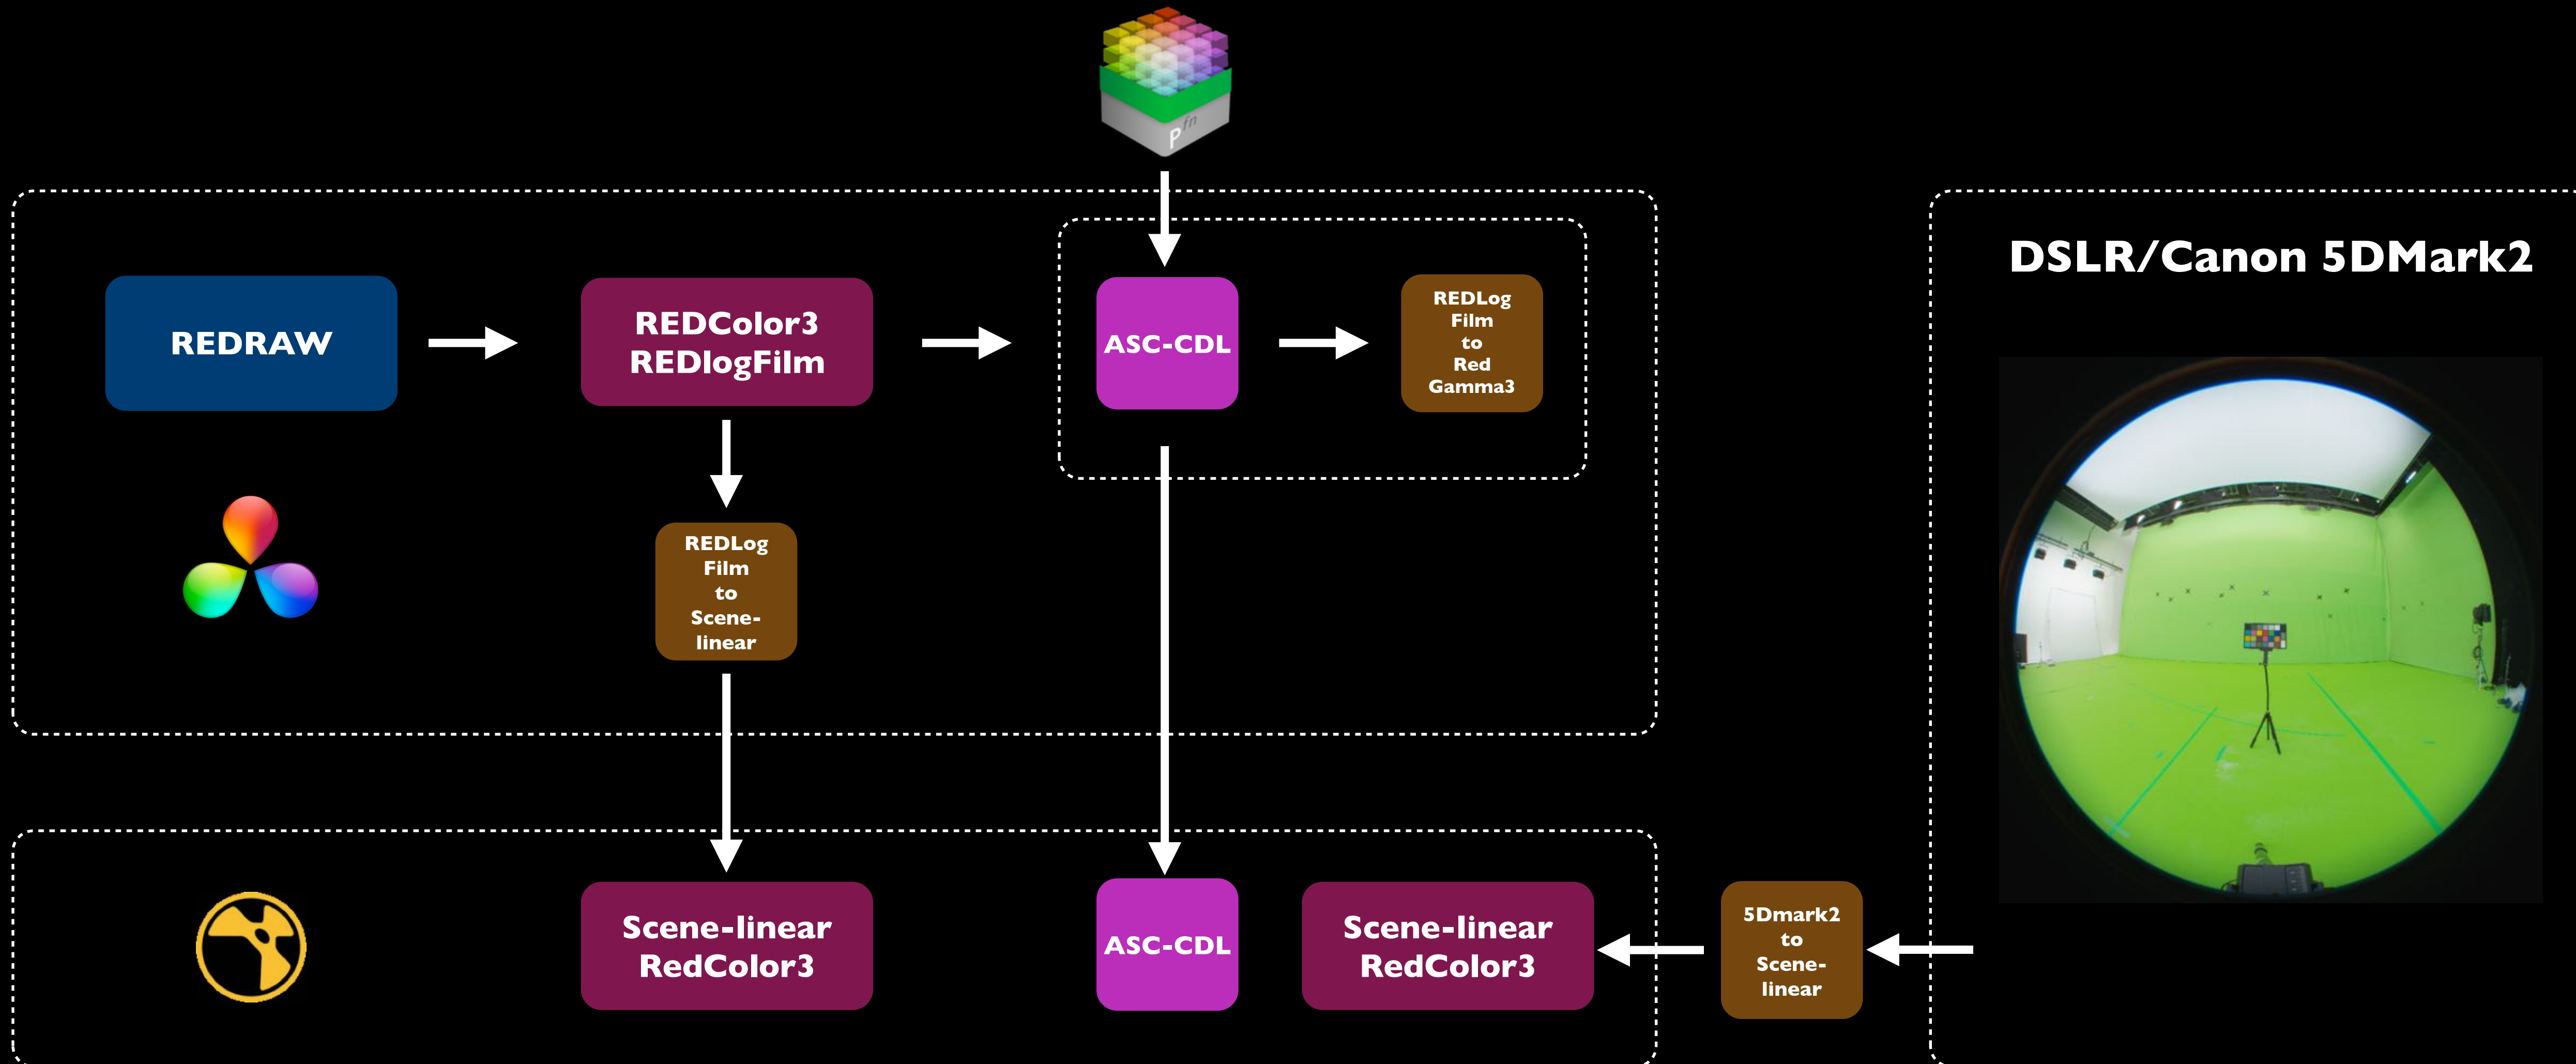 Pfn
DSLR/Canon 5DMark2
REDRAW
REDColor3
REDlogFilm
ASC-CDL
REDLog
Film
to
Red
Gamma3
REDLog
Film
to
Scene-
linear
Scene-linear
RedColor3
ASC-CDL
Scene-linear
RedColor3
5Dmark2
to
Scene-
linear